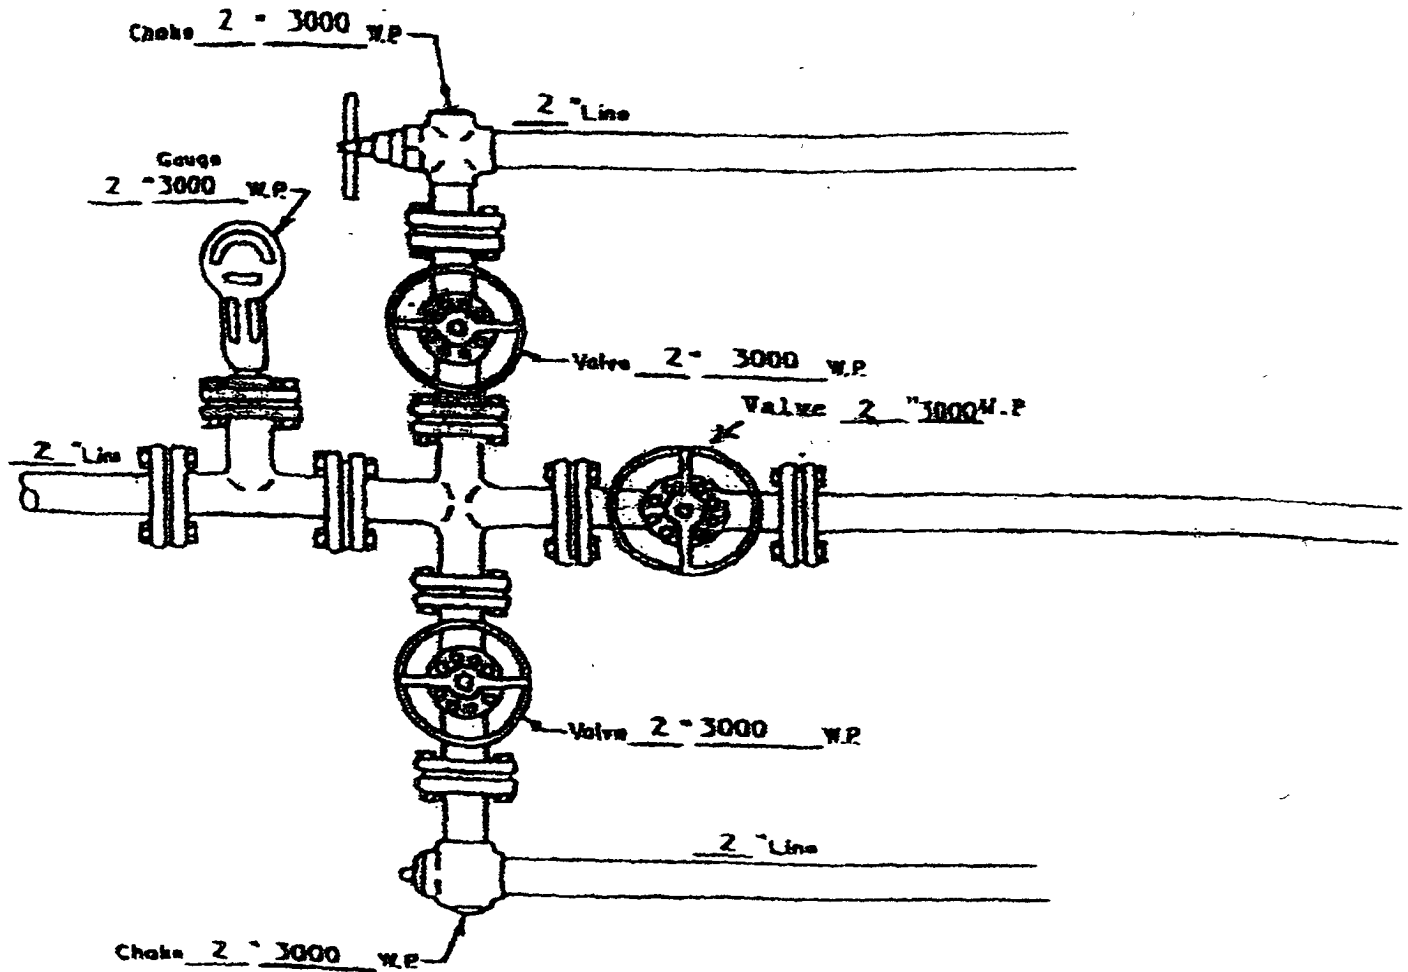 Choke 2 " 3000 W.P.
2 " Line
Gauge
2 " 3000 W.P.
Valve 2 " 3000 W.P.
Valve 2 " 3000 W.P
2 " Line
Valve 2 " 3000 W.P.
2 " Line
Choke 2 " 3000 W.P.